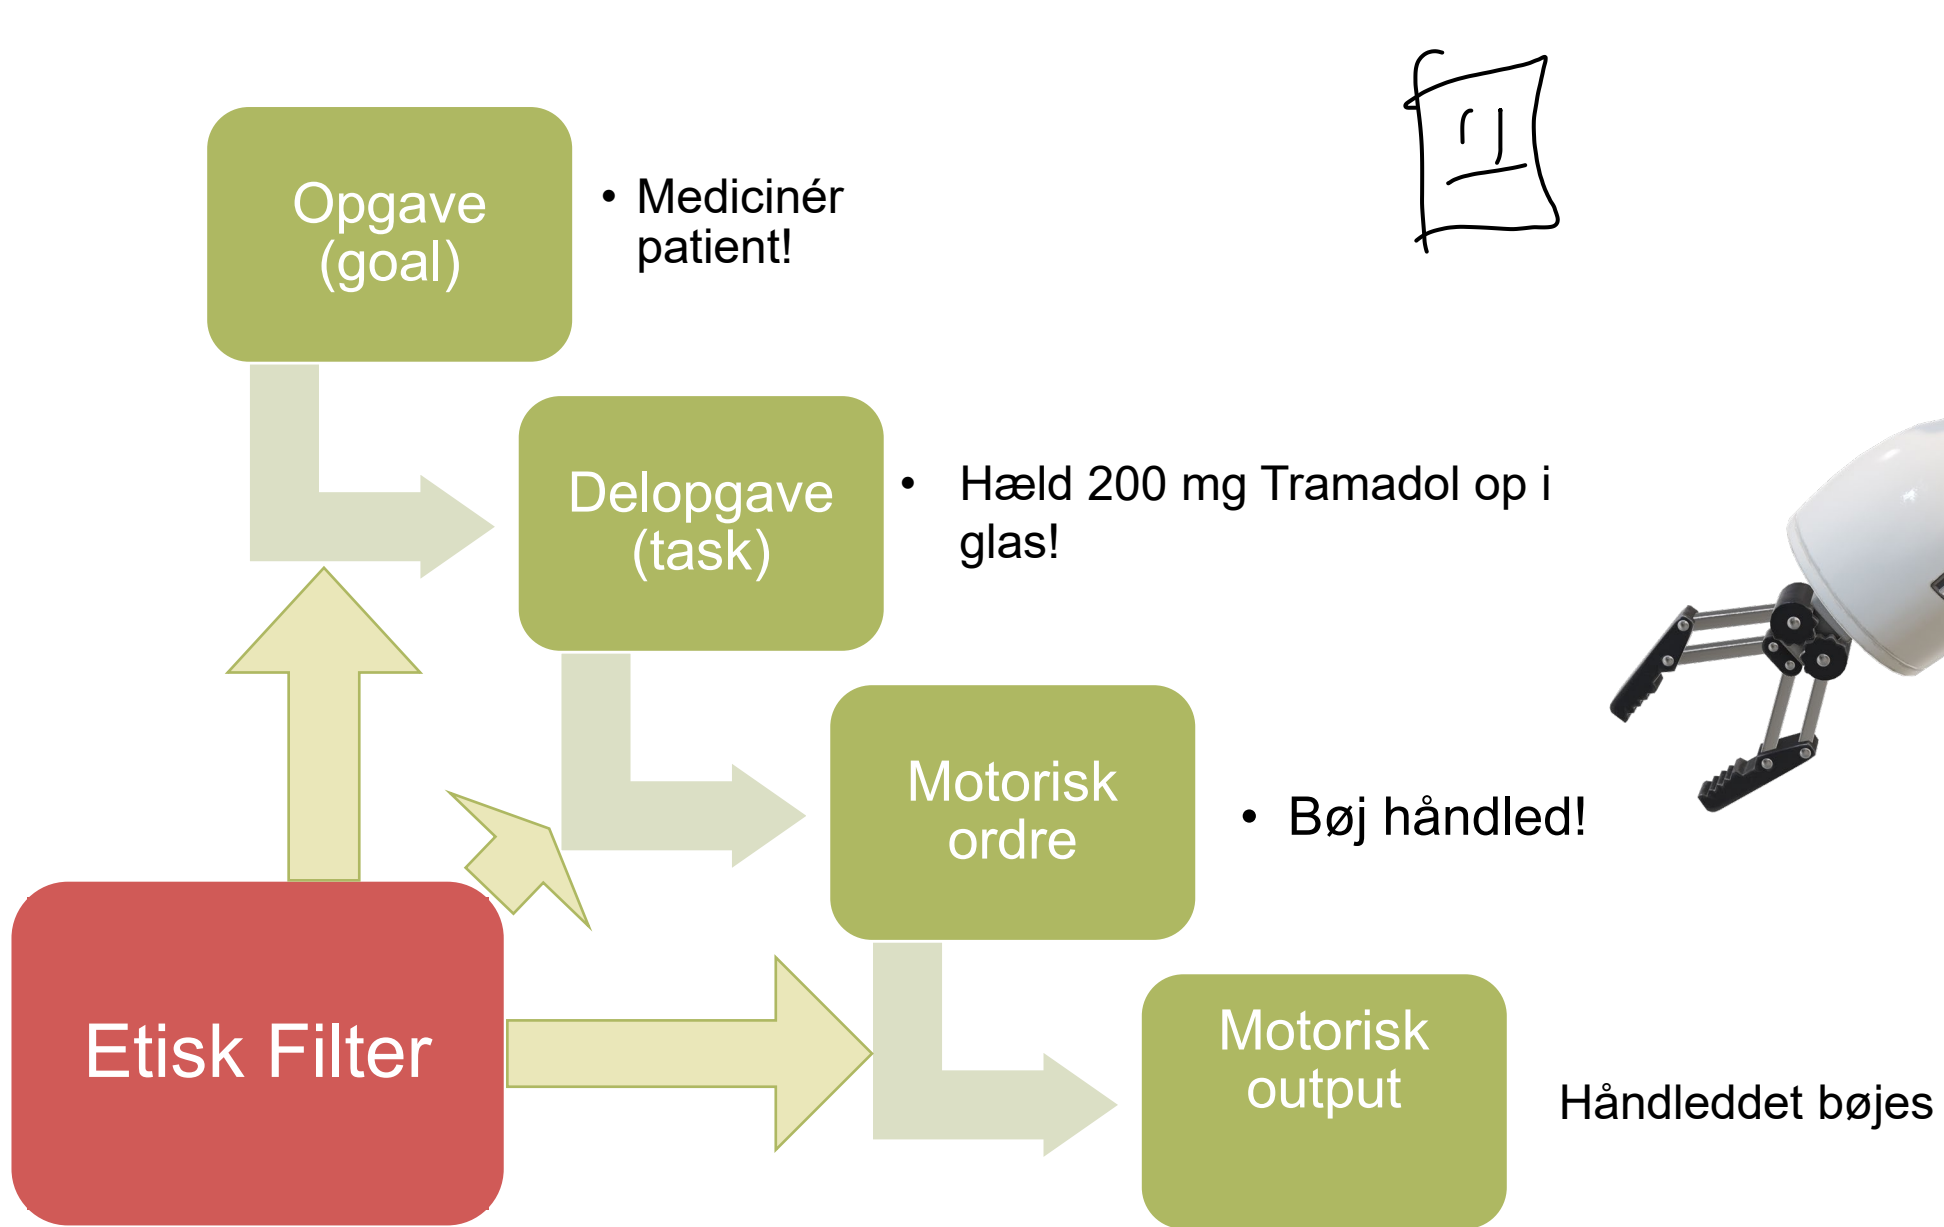 Opgave
(goal)
• Medicinér
patient!
Delopgave
(task)
• Hæld 200 mg Tramadol op i
glas!
Motorisk
ordre
• Bøj håndled!
Etisk Filter
Motorisk
output
Håndleddet bøjes